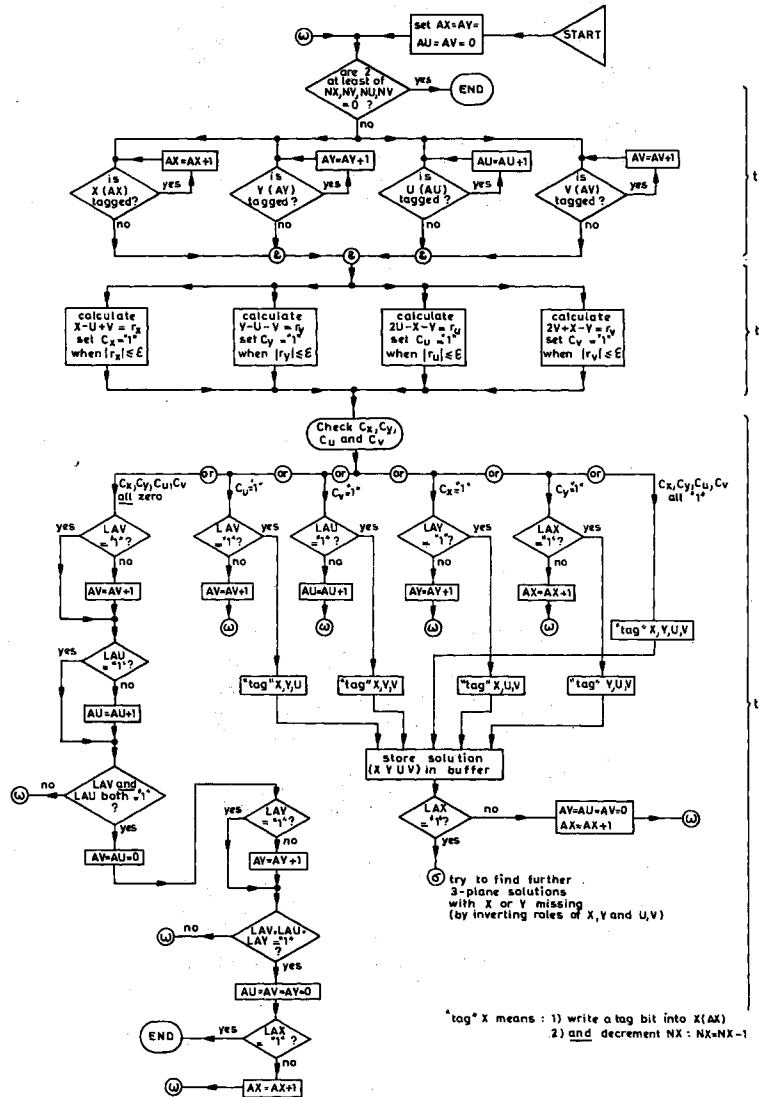 ω
set AX=AY=
AU=AV=0
START
are 2
at least of
NX,NY,NU,NV
=0 ?
yes
END
no
AX=AX+1
AY=AY+1
AU=AU+1
AV=AV+1
is
X(AX)
tagged?
yes
no
is
Y(AY)
tagged?
yes
no
is
U(AU)
tagged?
yes
no
is
V(AV)
tagged?
yes
no
t
&
&
&
calculate
X-U+V=rx
set Cx="1"
when |rx|≤ε
calculate
Y-U-V=ry
set Cy="1"
when |ry|≤ε
calculate
2U-X-Y=ru
set Cu="1"
when |ru|≤ε
calculate
2V+X-Y=rv
set Cv="1"
when |rv|≤ε
t
Check Cx,Cy,
Cu and Cv
or
or
or
or
or
Cx,Cy,Cu,Cv
all zero
Cu="1"
Cv="1"
Cx="1"
Cy="1"
Cx,Cy,Cu,Cv
all "1"
yes
LAV
="1"?
no
AV=AV+1
LAV
="1"?
yes
no
AV=AV+1
ω
LAU
="1"?
yes
no
AU=AU+1
ω
LAY
="1"?
yes
no
AY=AY+1
ω
LAX
="1"?
yes
no
AX=AX+1
ω
"tag" X,Y,U,V
yes
LAU
="1"?
no
AU=AU+1
"tag" X,Y,U
"tag" X,Y,V
"tag" X,U,V
"tag" Y,U,V
t
store solution
(X Y U V) in buffer
ω
no
LAV and
LAU both ="1"
?
yes
AV=AU=0
yes
LAY
="1"?
no
AY=AY+1
LAX
="1"?
no
AY=AU=AV=0
AX=AX+1
ω
yes
σ try to find further
3-plane solutions
with X or Y missing
(by inverting roles of X,Y and U,V)
ω
no
LAV=LAU=
LAY="1"
?
yes
AU=AV=AY=0
END
yes
LAX
="1"?
no
ω
AX=AX+1
"tag" X means : 1) write a tag bit into X(AX)
2) and decrement NX : NX=NX-1